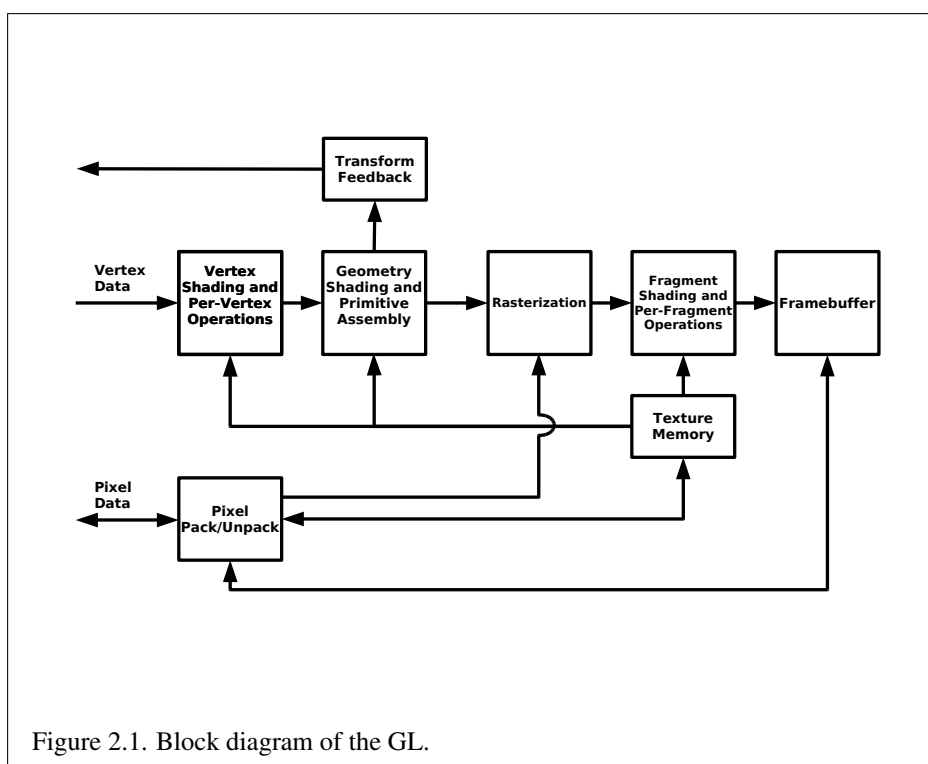 Transform
Feedback
Vertex
Data
Vertex
Shading and
Per-Vertex
Operations
Geometry
Shading and
Primitive
Assembly
Rasterization
Fragment
Shading and
Per-Fragment
Operations
Framebuffer
Texture
Memory
Pixel
Data
Pixel
Pack/Unpack
Figure 2.1. Block diagram of the GL.